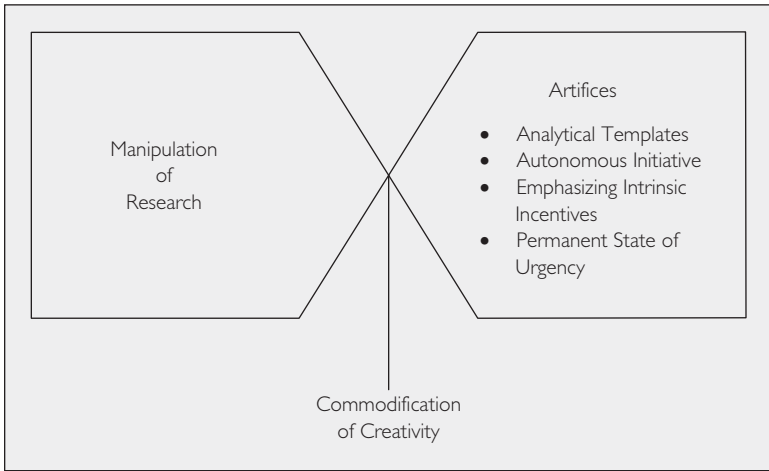 Manipulation
of
Research
Artifices
• Analytical Templates
• Autonomous Initiative
• Emphasizing Intrinsic
Incentives
• Permanent State of
Urgency
Commodification
of Creativity